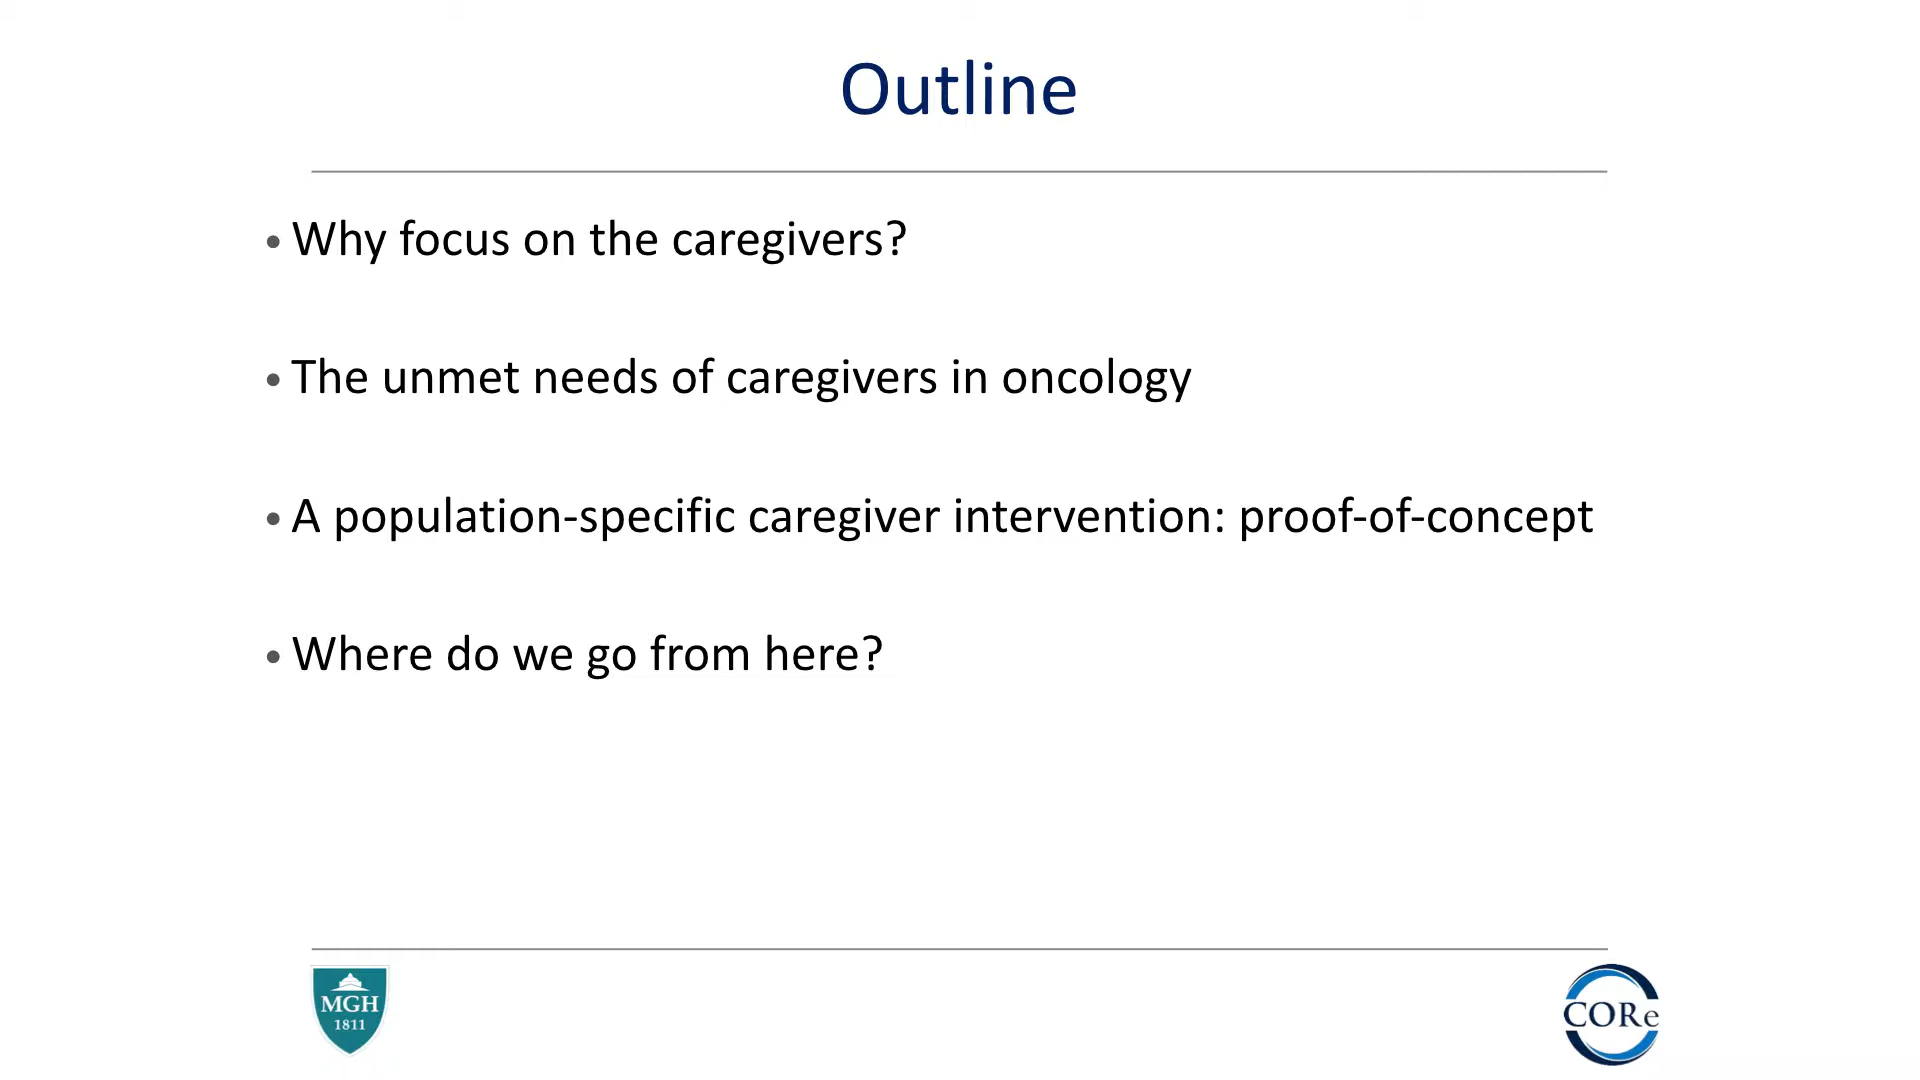 Outline
• Why focus on the caregivers?
• The unmet needs of caregivers in oncology
• A population-specific caregiver intervention: proof-of-concept
• Where do we go from here?
MGH
1811
CORe